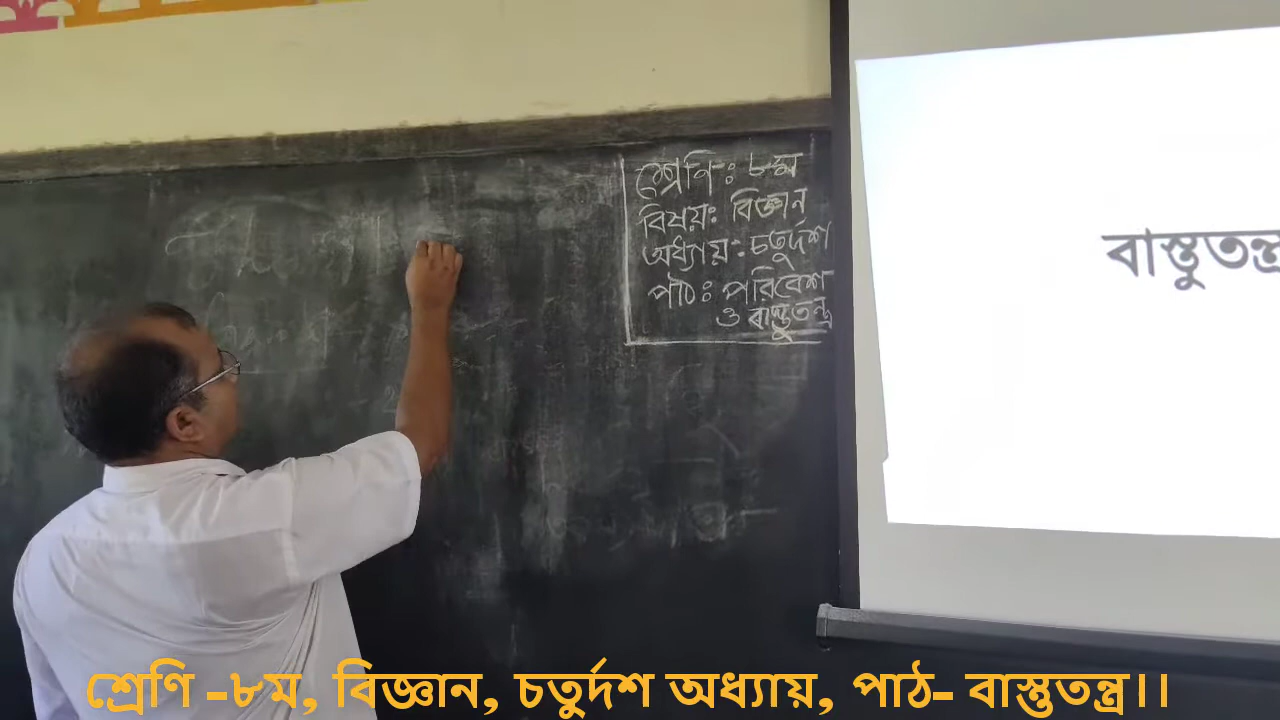 শ্রেণি: ৮ম
বিষয়: বিজ্ঞান
অধ্যায়: চতুর্দশ
পাঠ: পরিবেশ
ও বাস্তুতন্ত্র
বাস্তুতন্ত্র
শ্রেণি -৮ম, বিজ্ঞান, চতুর্দশ অধ্যায়, পাঠ- বাস্তুতন্ত্র।।